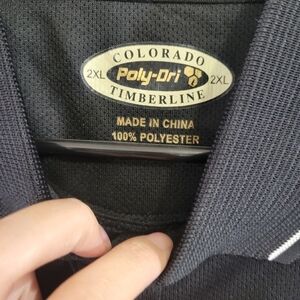 COLORADO
2XL Poly-Dri 2XL
TIMBERLINE
MADE IN CHINA
100% POLYESTER